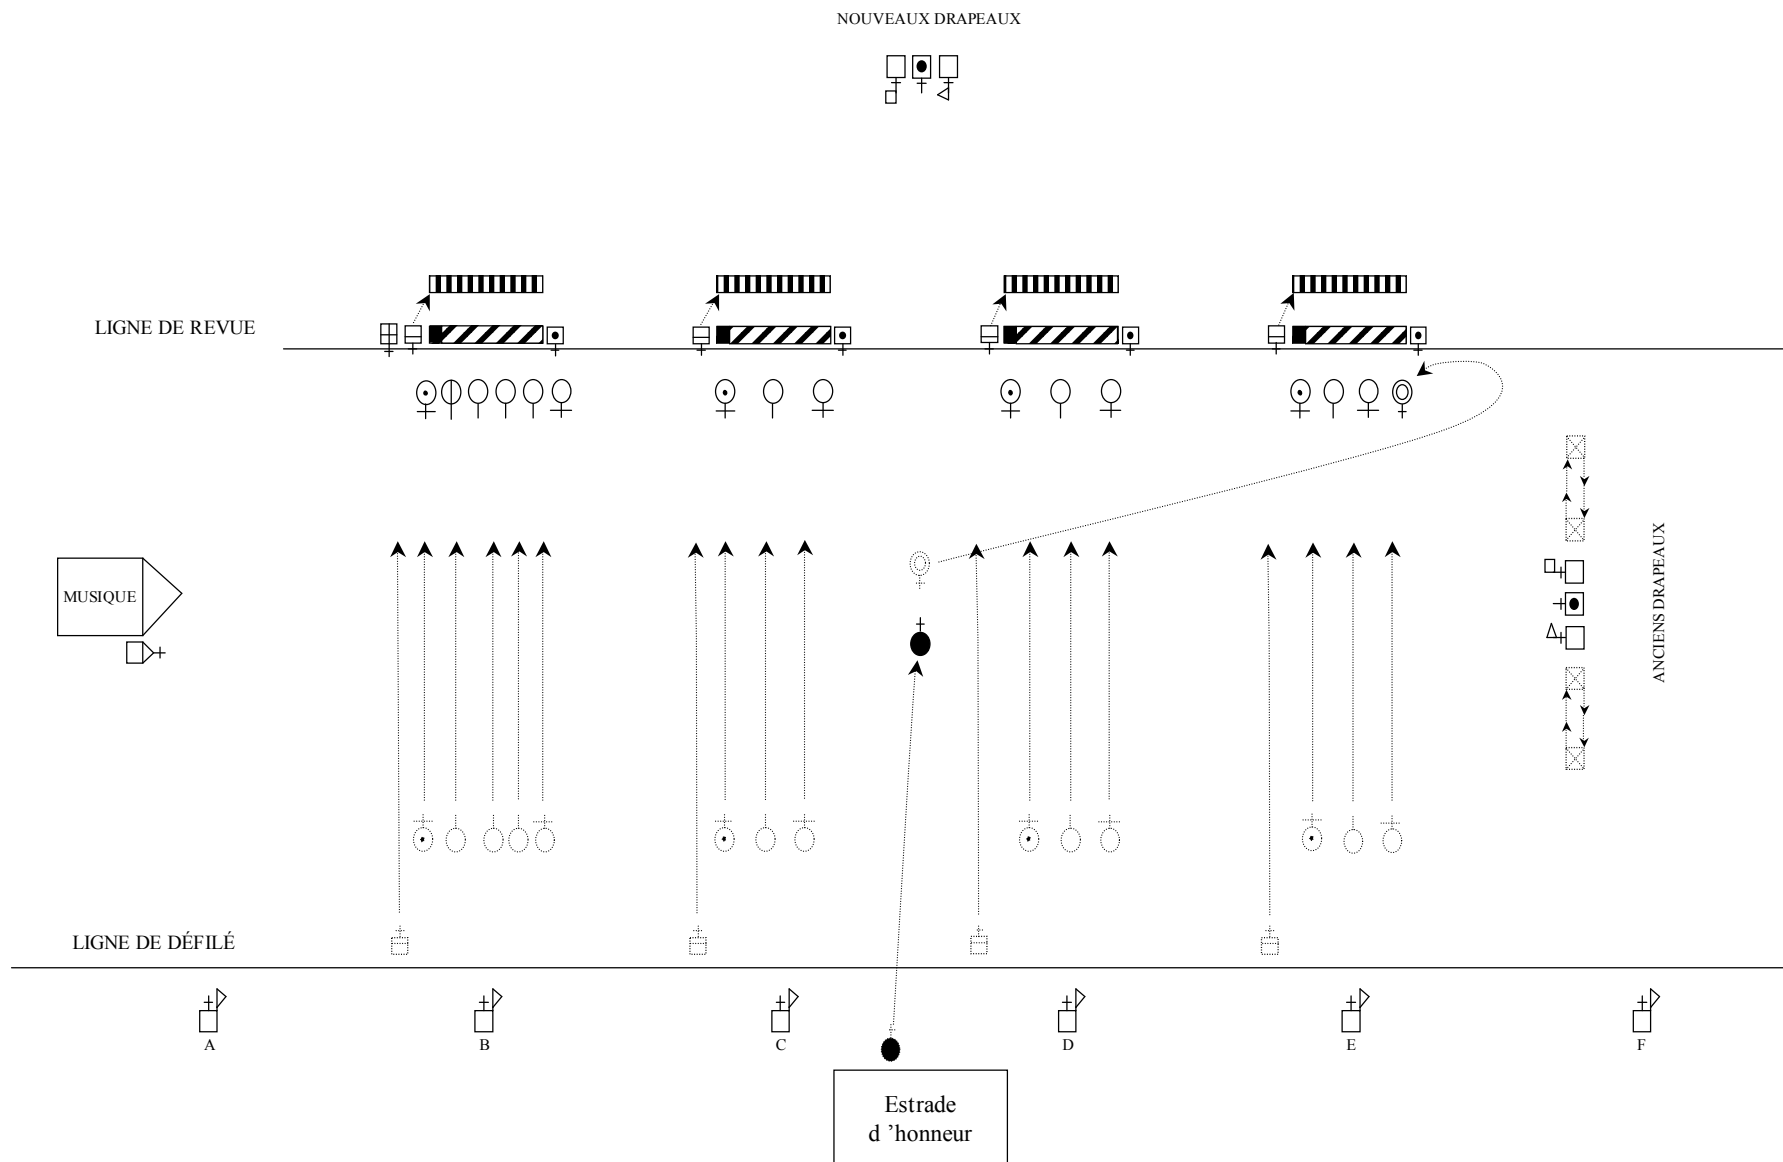 NOUVEAUX DRAPEAUX
LIGNE DE REVUE
MUSIQUE
ANCIENS DRAPEAUX
LIGNE DE DÉFILÉ
A
B
C
D
E
F
Estrade
d ’honneur